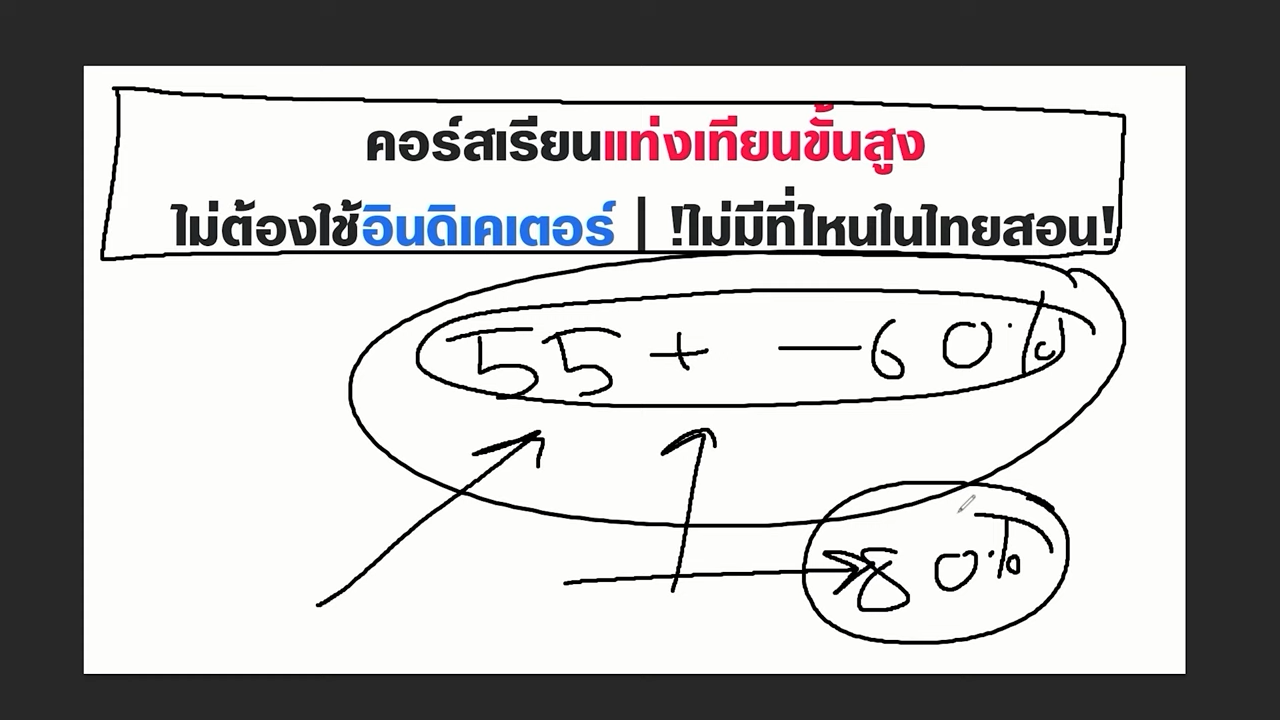 คอร์สเรียนแท่งเทียนขั้นสูง
ไม่ต้องใช้อินดิเคเตอร์ | !ไม่มีที่ไหนในไทยสอน!
55 + — 60%
80%